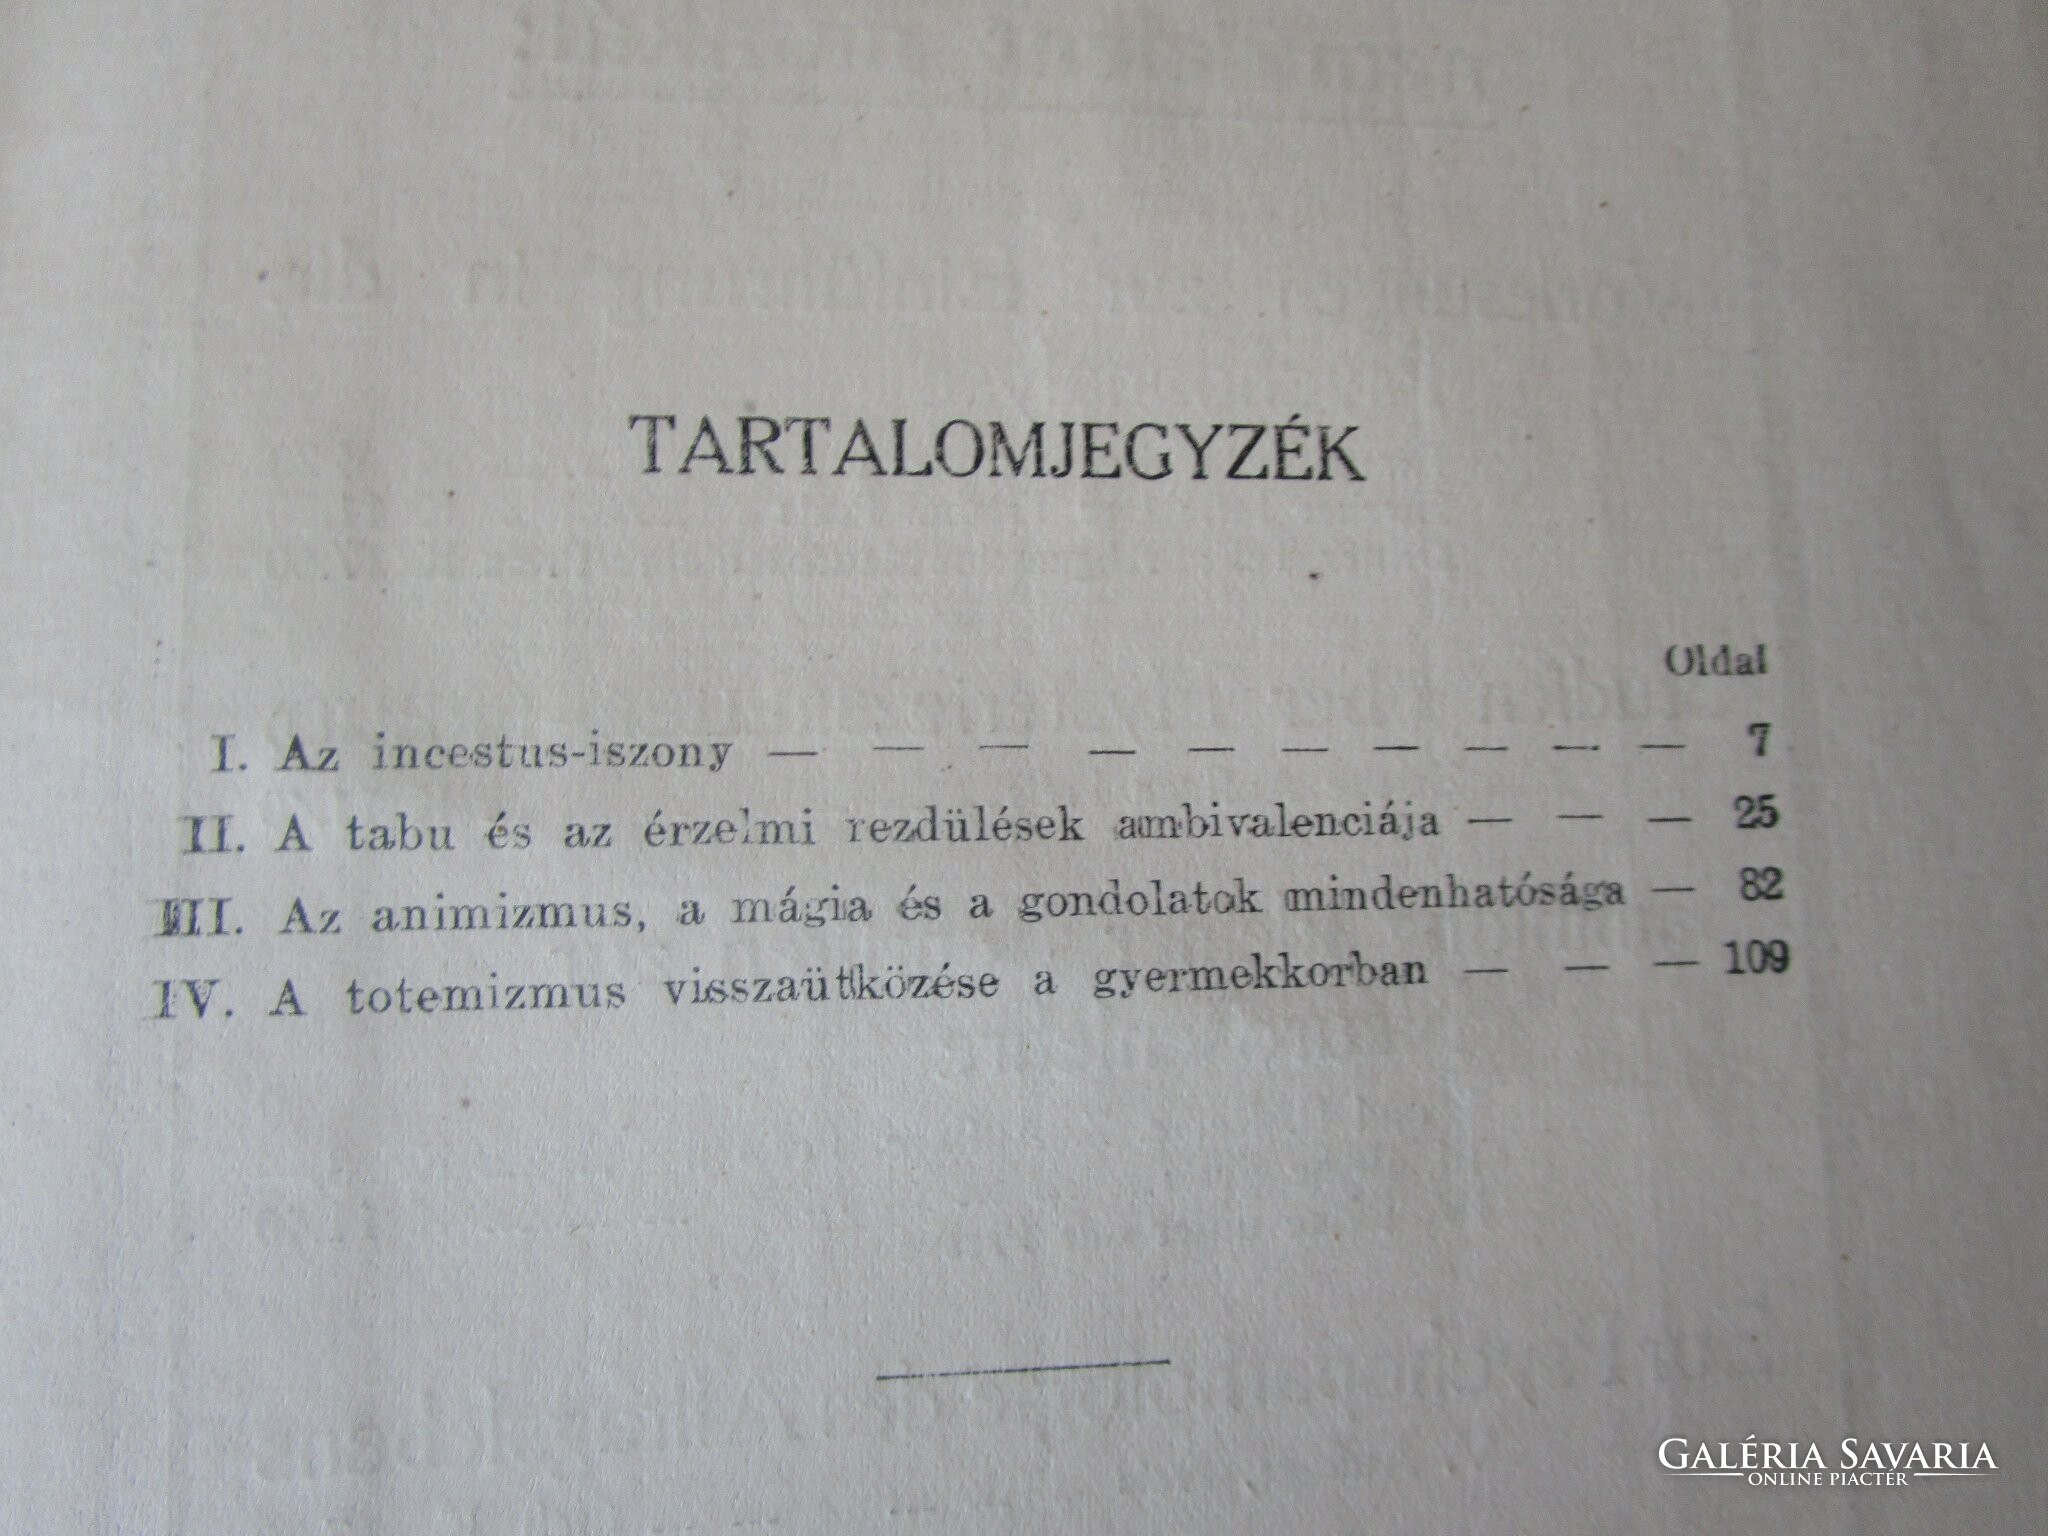 TARTALOMJEGYZÉK
Oldal
I. Az incestus-iszony — — — — — — — — — — 7
II. A tabu és az érzelmi rezdülések ambivalenciája — — — 25
III. Az animizmus, a mágia és a gondolatok mindenhatósága — 82
IV. A totemizmus visszaütközése a gyermekkorban — — — 109
GALÉRIA SAVARIA
ONLINE PIACTÉR